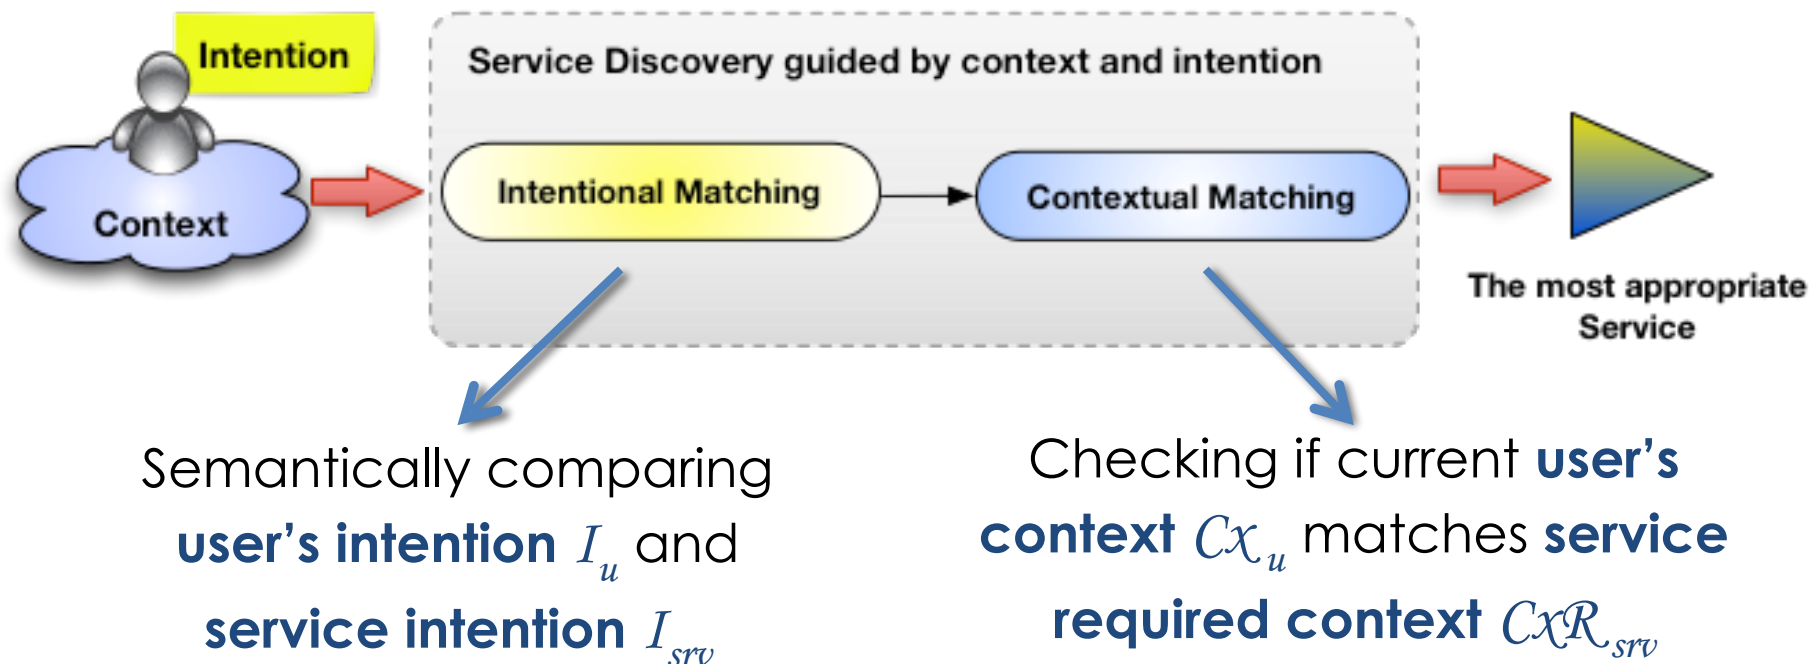 Intention
Context
Service Discovery guided by context and intention
Intentional Matching
Contextual Matching
The most appropriate
Service
Semantically comparing
user’s intention I_u and
service intention I_srv
Checking if current user’s
context Cx_u matches service
required context CxR_srv